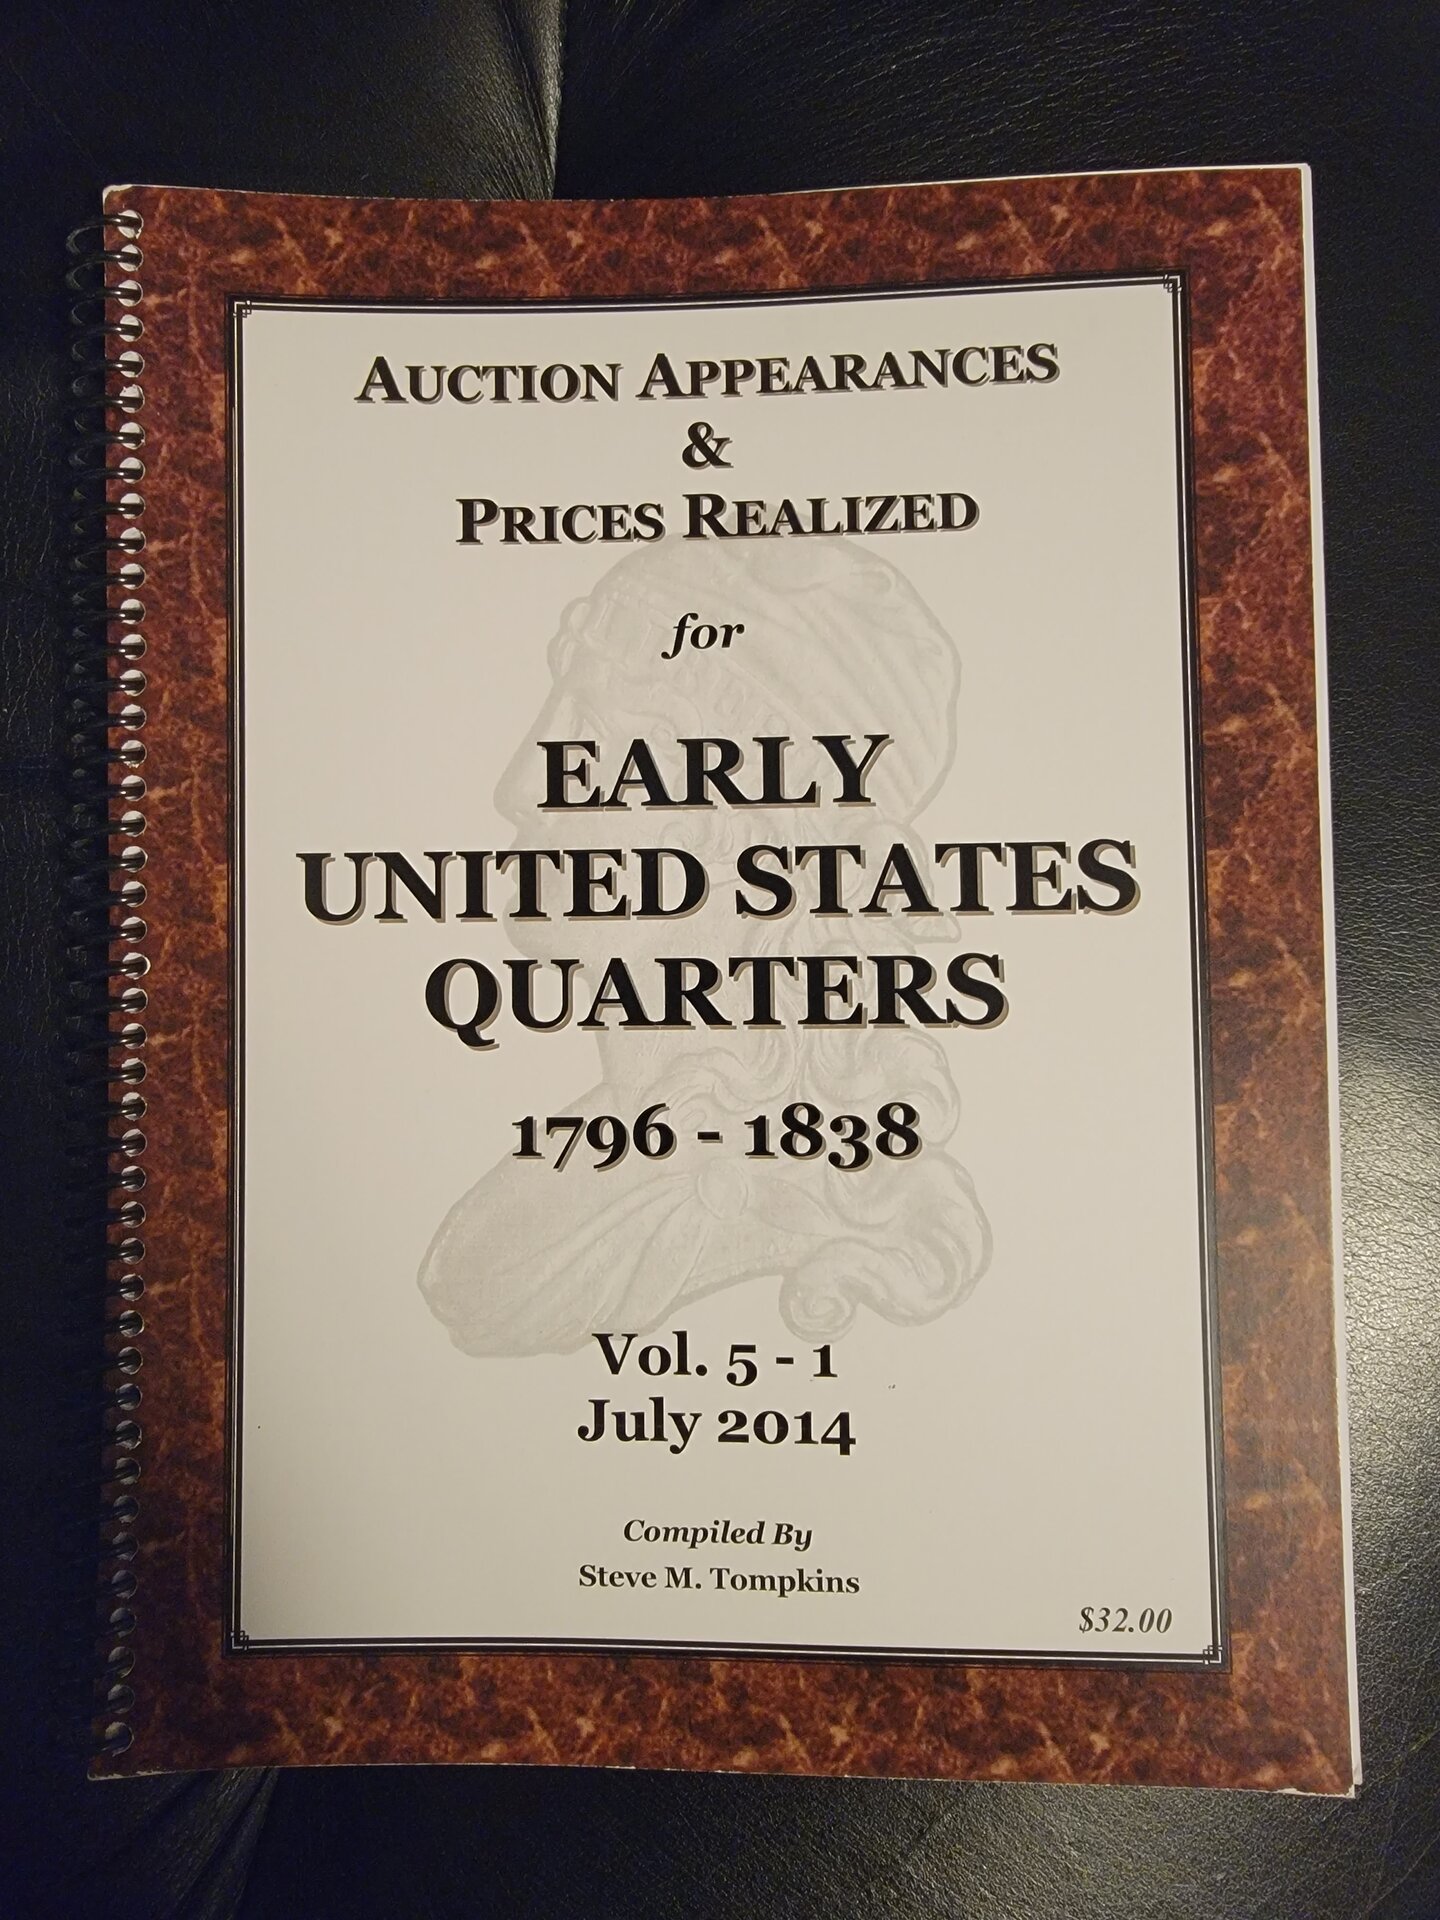 AUCTION APPEARANCES
&
PRICES REALIZED
for
EARLY
UNITED STATES
QUARTERS
1796 - 1838
Vol. 5 - 1
July 2014
Compiled By
Steve M. Tompkins
$32.00